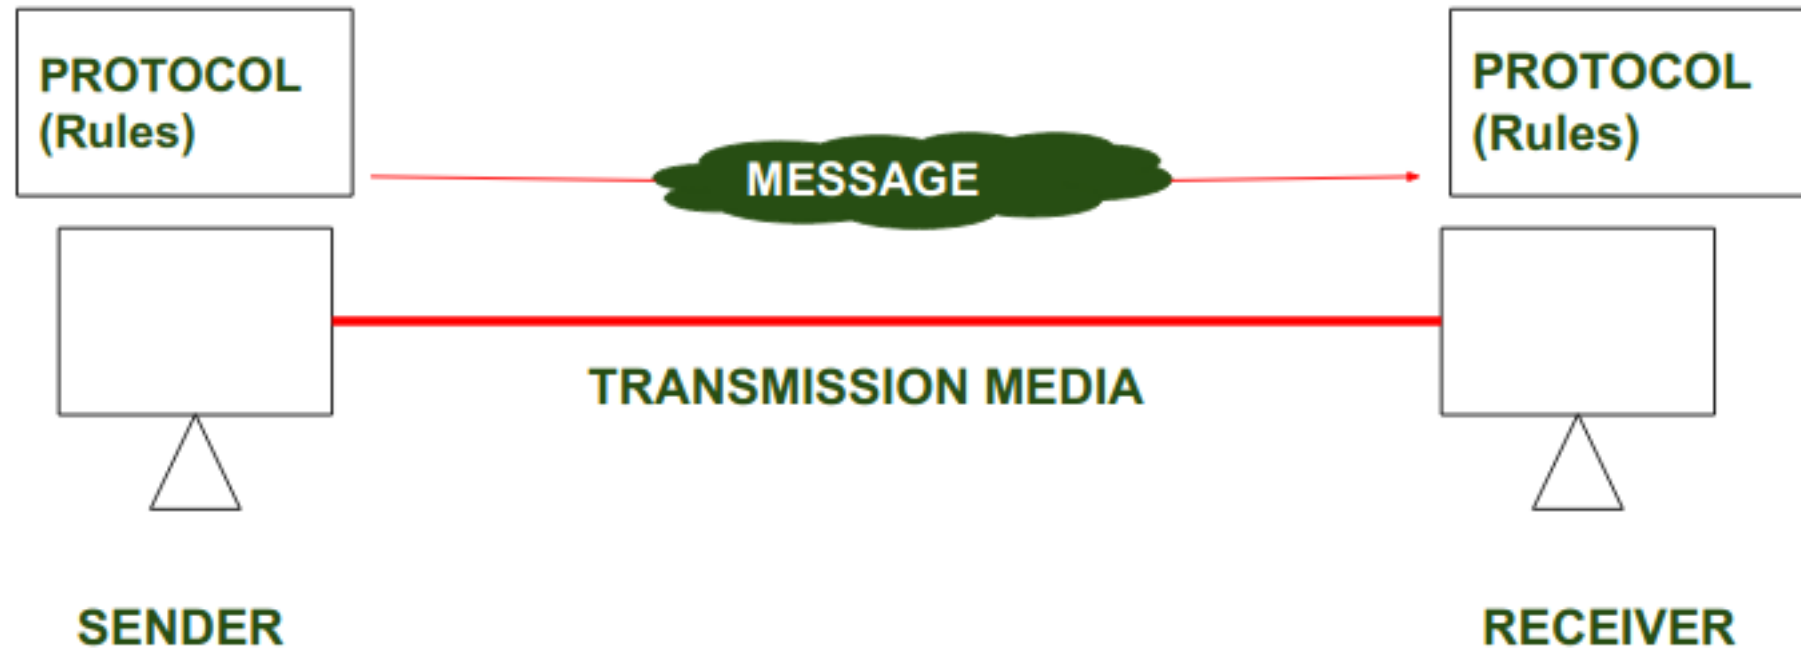 PROTOCOL
(Rules)
PROTOCOL
(Rules)
MESSAGE
TRANSMISSION MEDIA
SENDER
RECEIVER